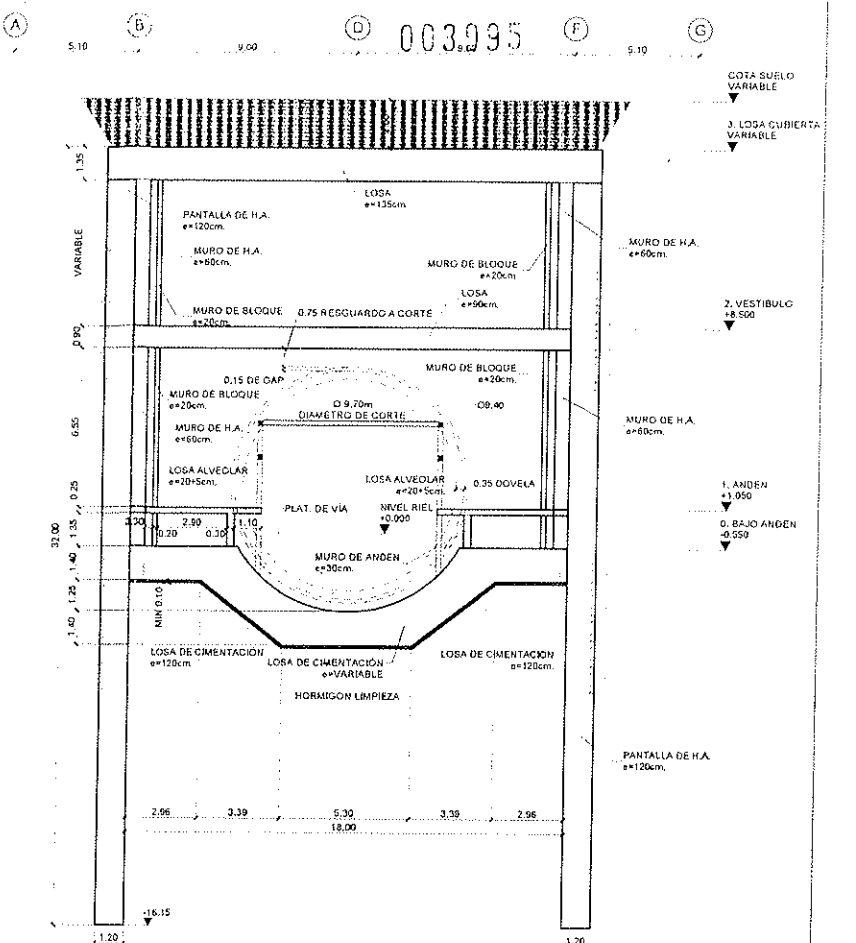 A
B
D
F
G
003995
5.10
9.00
9.00
5.10
COTA SUELO
VARIABLE
3. LOSA CUBIERTA
VARIABLE
1.35
LOSA
e=135cm.
PANTALLA DE H.A.
e=120cm.
MURO DE H.A.
e=60cm.
MURO DE H.A.
e=60cm.
VARIABLE
MURO DE BLOQUE
e=20cm
LOSA
e=90cm.
MURO DE BLOQUE
e=20cm.
0.75 RESGUARDO A CORTE
2. VESTIBULO
+8.500
0.90
MURO DE BLOQUE
e=20cm.
0.15 DE GAP
MURO DE BLOQUE
e=20cm.
Ø 9,70m
DIAMETRO DE CORTE
Ø9,40
6.55
MURO DE H.A.
e=60cm.
MURO DE H.A.
e=60cm.
LOSA ALVEOLAR
e=20+5cm.
LOSA ALVEOLAR
e=20+5cm.
0.35 DOVELA
0.25
PLAT. DE VÍA
NIVEL RIEL
+0.000
1. ANDEN
+1.050
0. BAJO ANDEN
-0.550
32.00
1.35
3.30
2.90
1.10
0.20
0.30
MURO DE ANDEN
e=30cm.
1.40
1.25
MIN 0.10
1.40
LOSA DE CIMENTACIÓN
e=120cm.
LOSA DE CIMENTACIÓN
e=VARIABLE
LOSA DE CIMENTACIÓN
e=120cm.
HORMIGON LIMPIEZA
PANTALLA DE H.A.
e=120cm.
2.96
3.39
5.30
3.39
2.96
18.00
-16.15
1.20
1.20